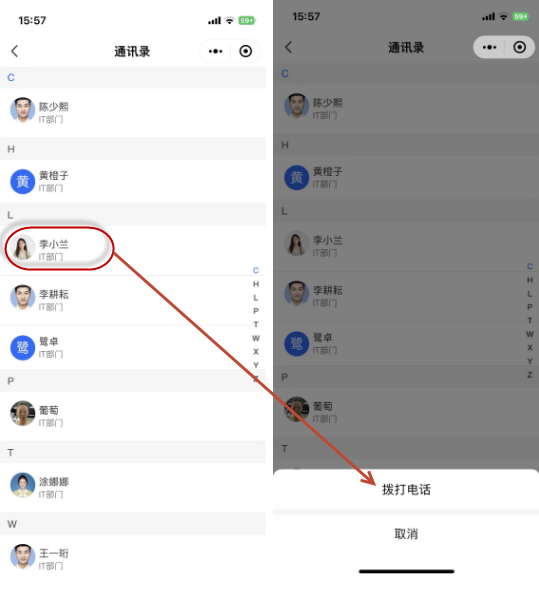 15:57
59+
通讯录
C
陈少熙
IT部门
H
黄
黄橙子
IT部门
L
李小兰
IT部门
李耕耘
IT部门
鹭
鹭卓
IT部门
P
葡萄
IT部门
T
涂娜娜
IT部门
W
王一珩
IT部门
C
H
L
P
T
W
X
Y
Z
15:57
59+
通讯录
C
陈少熙
IT部门
H
黄
黄橙子
IT部门
L
李小兰
IT部门
李耕耘
IT部门
鹭
鹭卓
IT部门
P
葡萄
IT部门
T
C
H
L
P
T
W
X
Y
Z
拨打电话
取消